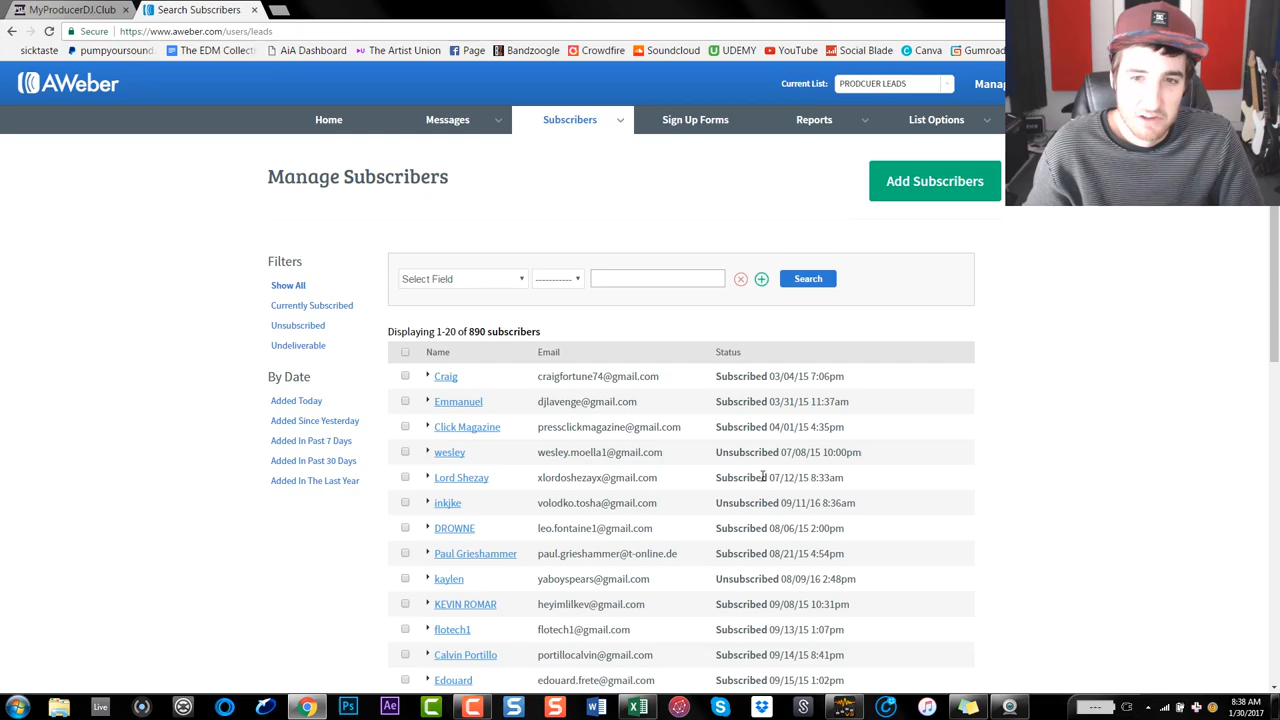 MyProducerDJ.Club
Search Subscribers
Secure
https://www.aweber.com/users/leads
sicktaste
pumpyoursound
The EDM Collecti
AiA Dashboard
The Artist Union
Page
Bandzoogle
Crowdfire
Soundcloud
UDEMY
YouTube
Social Blade
Canva
Gumroad
AWeber
Current List:
PRODCUER LEADS
Mana
Home
Messages
Subscribers
Sign Up Forms
Reports
List Options
Manage Subscribers
Add Subscribers
Filters
Show All
Currently Subscribed
Unsubscribed
Undeliverable
By Date
Added Today
Added Since Yesterday
Added In Past 7 Days
Added In Past 30 Days
Added In The Last Year
Select Field
-----------
Search
Displaying 1-20 of 890 subscribers
Name Email Status
Craig craigfortune74@gmail.com Subscribed 03/04/15 7:06pm
Emmanuel djlavenge@gmail.com Subscribed 03/31/15 11:37am
Click Magazine pressclickmagazine@gmail.com Subscribed 04/01/15 4:35pm
wesley wesley.moella1@gmail.com Unsubscribed 07/08/15 10:00pm
Lord Shezay xlordoshezayx@gmail.com Subscribed 07/12/15 8:33am
inkjke volodko.tosha@gmail.com Unsubscribed 09/11/16 8:36am
DROWNE leo.fontaine1@gmail.com Subscribed 08/06/15 2:00pm
Paul Grieshammer paul.grieshammer@t-online.de Subscribed 08/21/15 4:54pm
kaylen yaboyspears@gmail.com Unsubscribed 08/09/16 2:48pm
KEVIN ROMAR heyimlilkev@gmail.com Subscribed 09/08/15 10:31pm
flotech1 flotech1@gmail.com Subscribed 09/13/15 1:07pm
Calvin Portillo portillocalvin@gmail.com Subscribed 09/14/15 8:41pm
Edouard edouard.frete@gmail.com Subscribed 09/15/15 1:02pm
Live
Ps
Ae
8:38 AM
1/30/2017